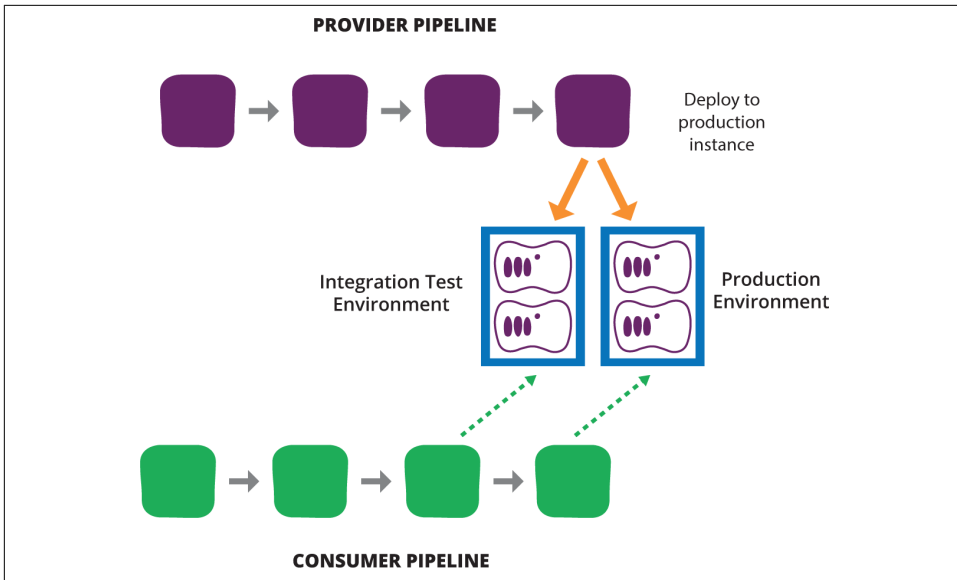 PROVIDER PIPELINE
Deploy to
production
instance
Integration Test
Environment
Production
Environment
CONSUMER PIPELINE